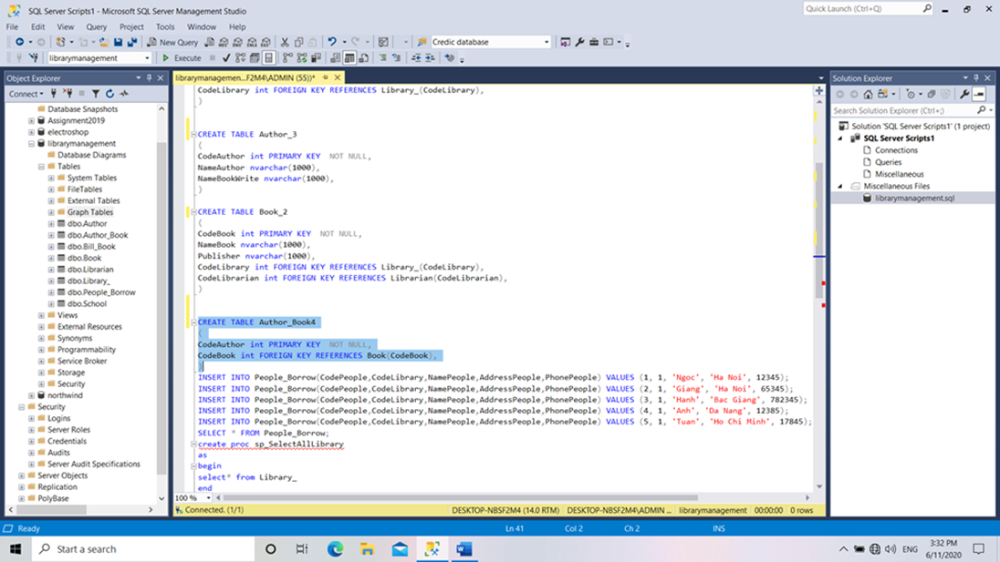 SQL Server Scripts1 - Microsoft SQL Server Management Studio
Quick Launch (Ctrl+Q)
File Edit View Query Project Tools Window Help
New Query
Credic database
librarymanagement
Execute
Object Explorer
Connect
Database Snapshots
Assignment2019
electroshop
librarymanagement
Database Diagrams
Tables
System Tables
FileTables
External Tables
Graph Tables
dbo.Author
dbo.Author_Book
dbo.Bill_Book
dbo.Book
dbo.Librarian
dbo.Library_
dbo.People_Borrow
dbo.School
Views
External Resources
Synonyms
Programmability
Service Broker
Storage
Security
northwind
Security
Logins
Server Roles
Credentials
Audits
Server Audit Specifications
Server Objects
Replication
PolyBase
librarymanagemen...F2M4\ADMIN (55))*
CodeLibrary int FOREIGN KEY REFERENCES Library_(CodeLibrary),
)
CREATE TABLE Author_3
(
CodeAuthor int PRIMARY KEY NOT NULL,
NameAuthor nvarchar(1000),
NameBookWrite nvarchar(1000),
)
CREATE TABLE Book_2
(
CodeBook int PRIMARY KEY NOT NULL,
NameBook nvarchar(1000),
Publisher nvarchar(1000),
CodeLibrary int FOREIGN KEY REFERENCES Library_(CodeLibrary),
CodeLibrarian int FOREIGN KEY REFERENCES Librarian(CodeLibrarian),
)
CREATE TABLE Author_Book4
(
CodeAuthor int PRIMARY KEY NOT NULL,
CodeBook int FOREIGN KEY REFERENCES Book(CodeBook),
)
INSERT INTO People_Borrow(CodePeople,CodeLibrary,NamePeople,AddressPeople,PhonePeople) VALUES (1, 1, 'Ngoc', 'Ha Noi', 12345);
INSERT INTO People_Borrow(CodePeople,CodeLibrary,NamePeople,AddressPeople,PhonePeople) VALUES (2, 1, 'Giang', 'Ha Noi', 65345);
INSERT INTO People_Borrow(CodePeople,CodeLibrary,NamePeople,AddressPeople,PhonePeople) VALUES (3, 1, 'Hanh', 'Bac Giang', 782345);
INSERT INTO People_Borrow(CodePeople,CodeLibrary,NamePeople,AddressPeople,PhonePeople) VALUES (4, 1, 'Anh', 'Da Nang', 12385);
INSERT INTO People_Borrow(CodePeople,CodeLibrary,NamePeople,AddressPeople,PhonePeople) VALUES (5, 1, 'Tuan', 'Ho Chi Minh', 17845);
SELECT * FROM People_Borrow;
create proc sp_SelectAllLibrary
as
begin
select* from Library_
end
100 %
Connected. (1/1)
DESKTOP-NBSF2M4 (14.0 RTM) DESKTOP-NBSF2M4\ADMIN ... librarymanagement 00:00:00 0 rows
Solution Explorer
Search Solution Explorer (Ctrl+;)
Solution 'SQL Server Scripts1' (1 project)
SQL Server Scripts1
Connections
Queries
Miscellaneous
Miscellaneous Files
librarymanagement.sql
Ready
Ln 41 Col 2 Ch 2 INS
Start a search
ENG
3:32 PM
6/11/2020